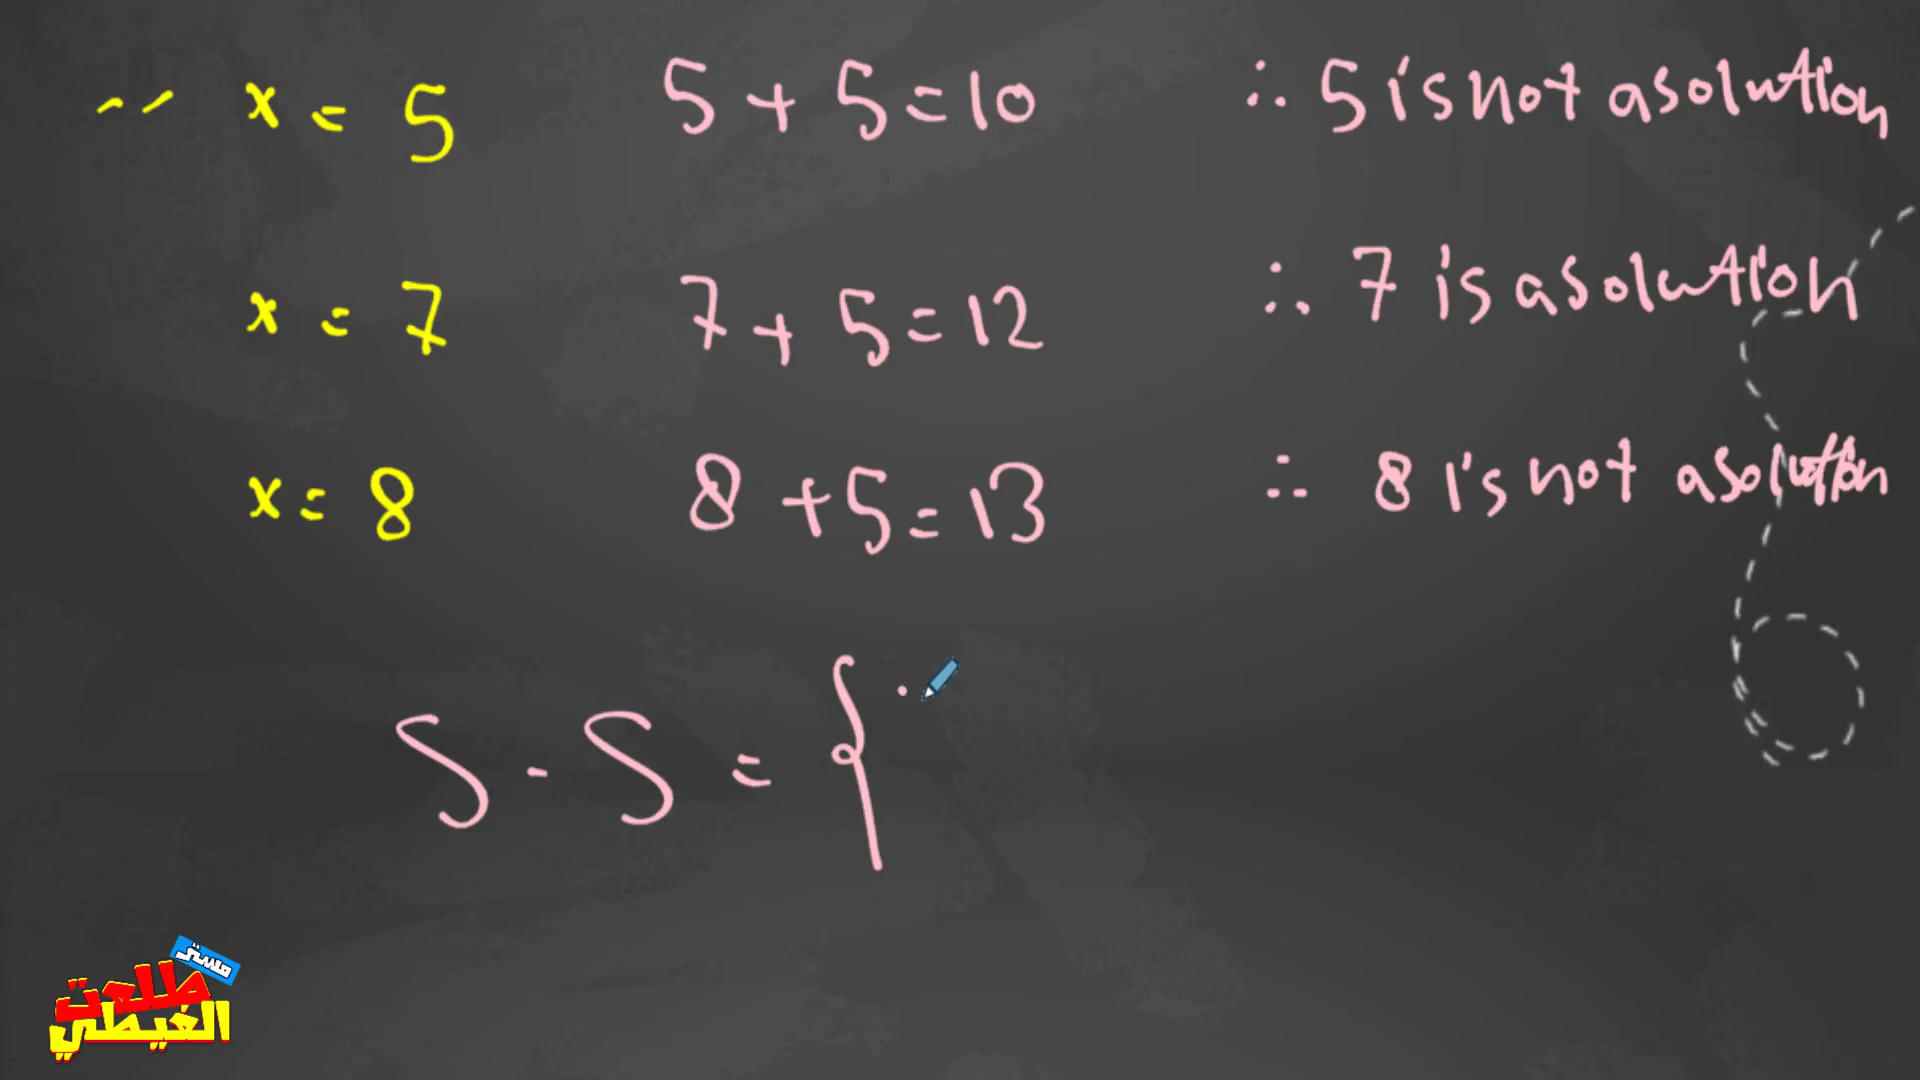 x = 5 5 + 5 = 10 ∴ 5 is not a solution
x = 7 7 + 5 = 12 ∴ 7 is a solution
x = 8 8 + 5 = 13 ∴ 8 is not a solution
S - S = {
مستر
طلعت
الغيطي